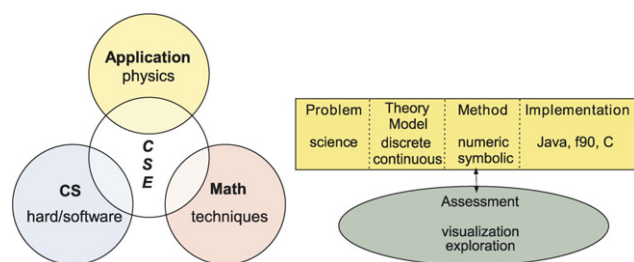 Application
physics
C
S
E
CS
hard/software
Math
techniques
Problem
science
Theory
Model
discrete
continuous
Method
numeric
symbolic
Implementation
Java, f90, C
Assessment
visualization
exploration